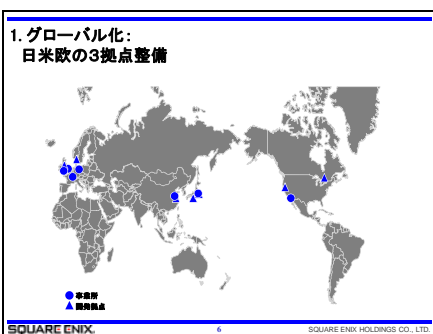 1. グローバル化:
日米欧の3拠点整備
事業所
開発拠点
SQUARE ENIX.
6
SQUARE ENIX HOLDINGS CO., LTD.